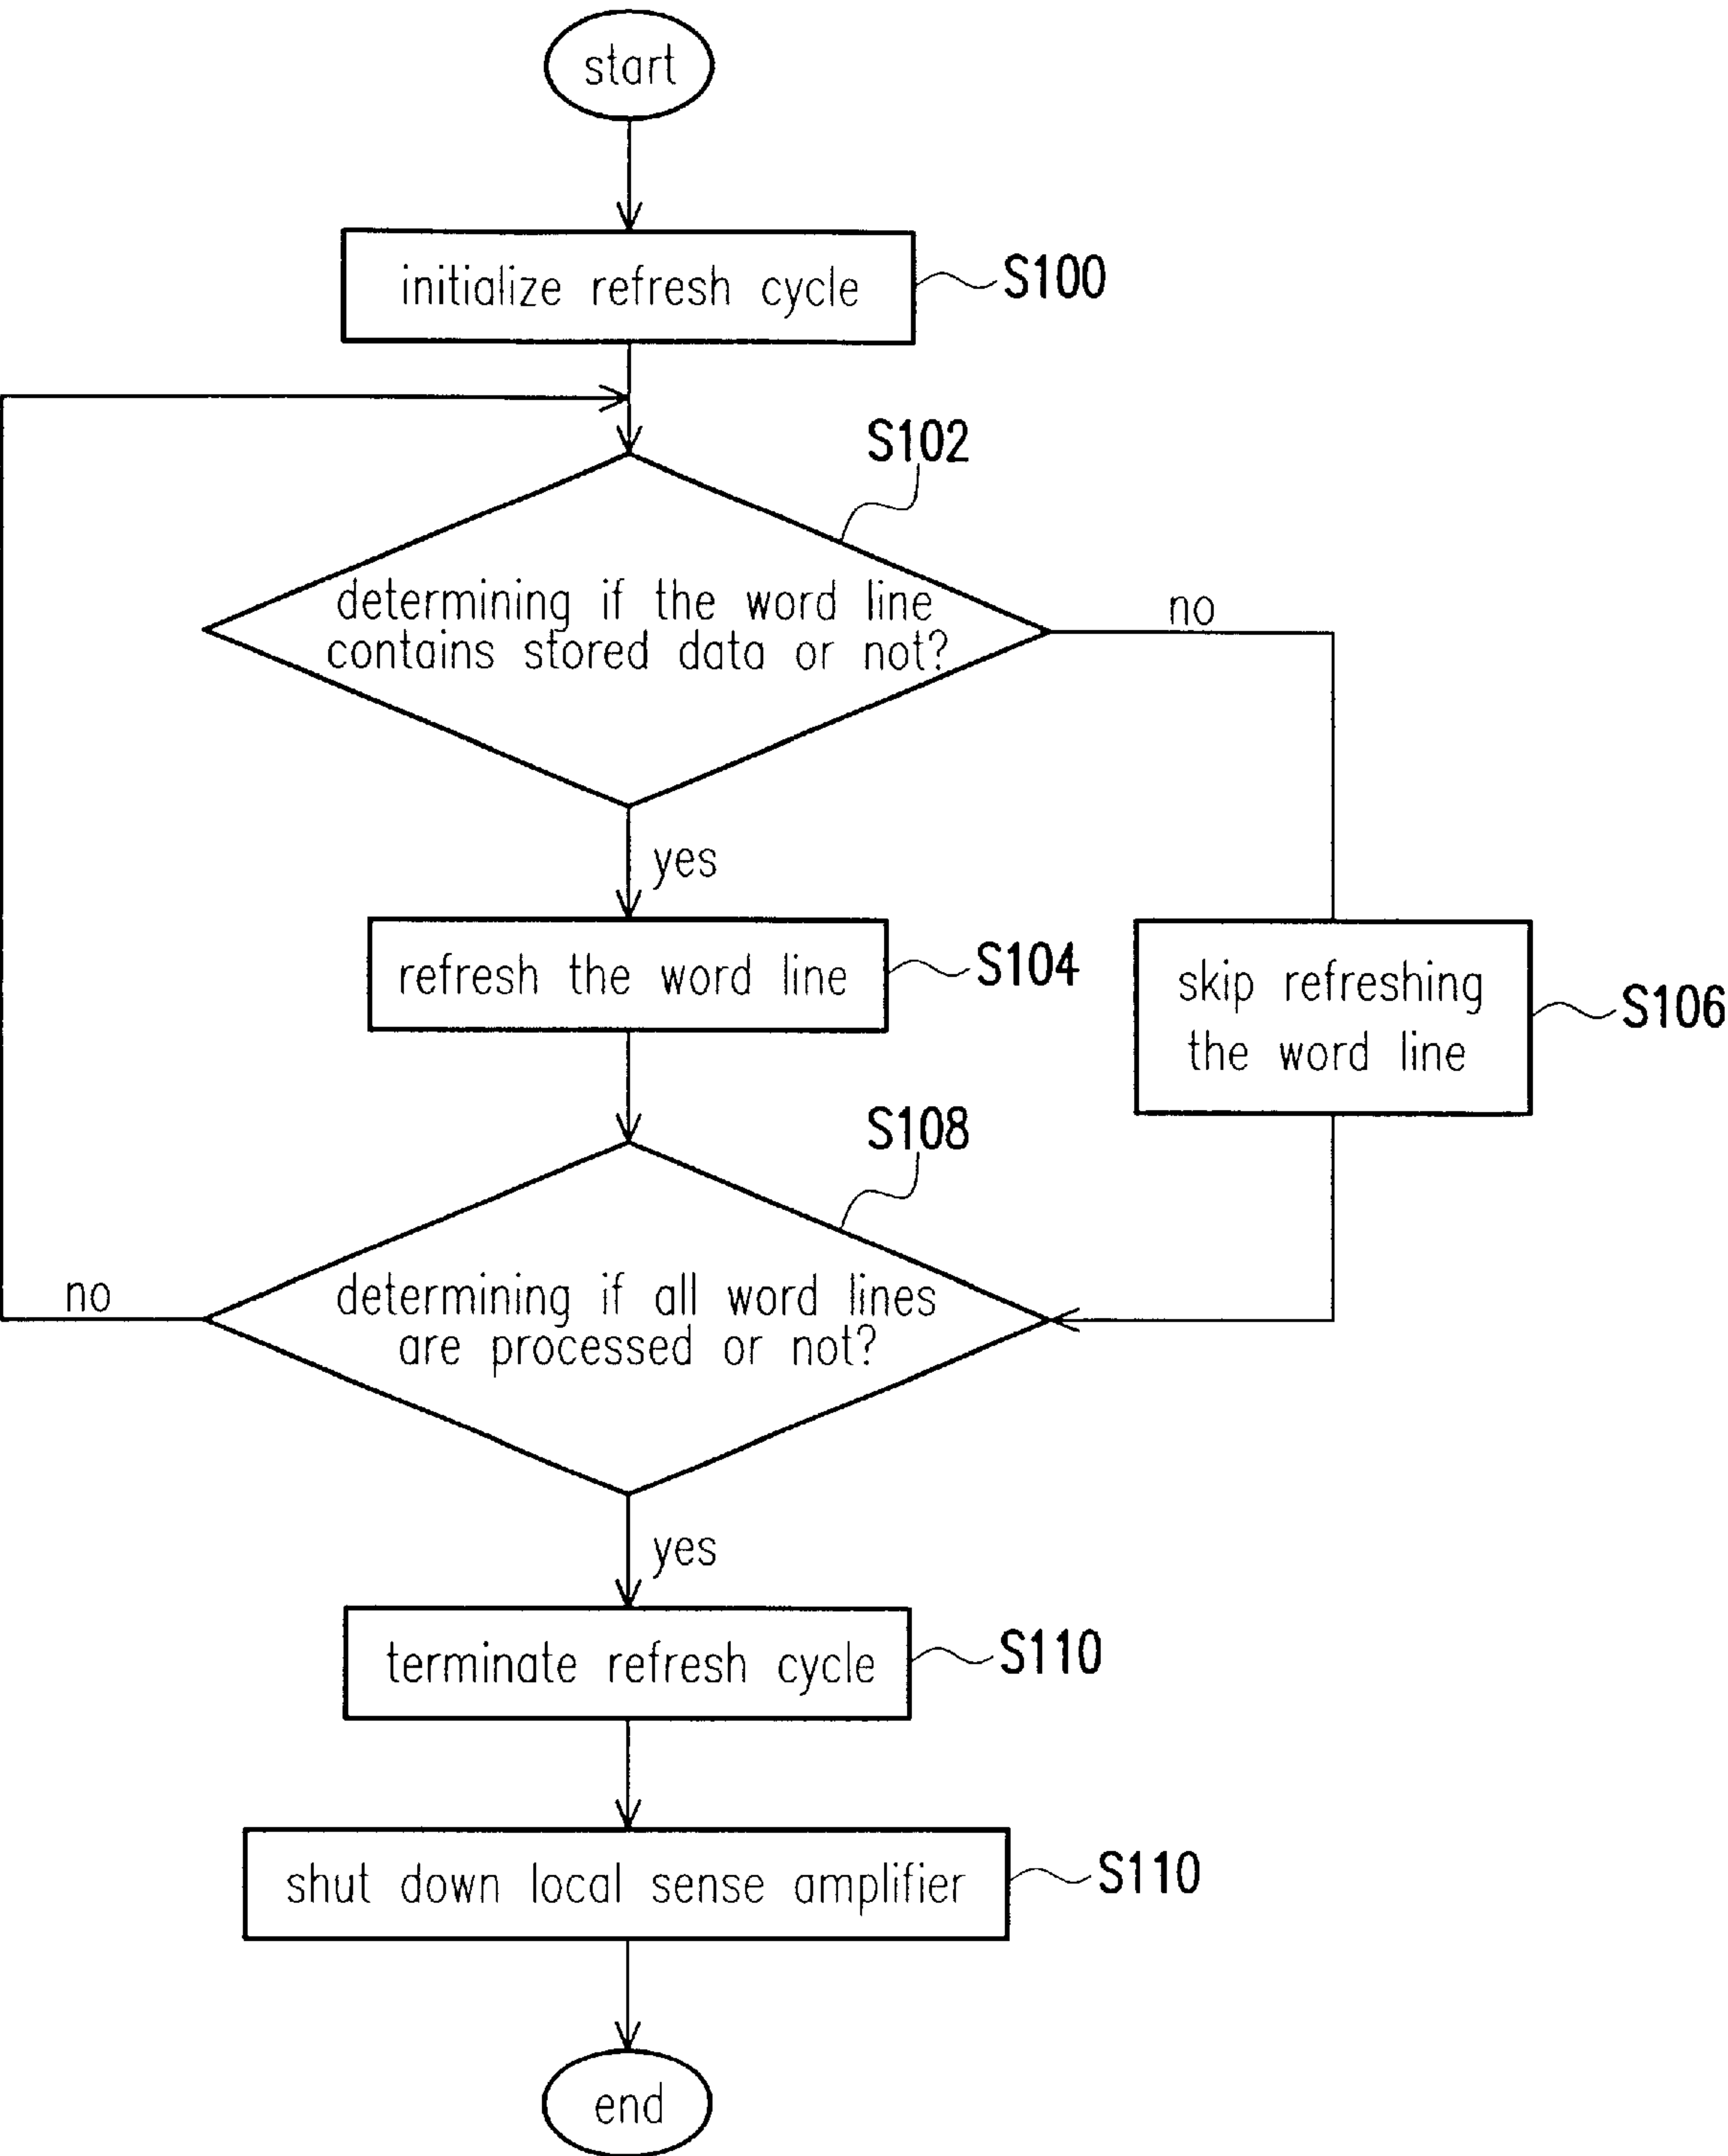 start
initialize refresh cycle
S100
S102
determining if the word line
contains stored data or not?
no
yes
refresh the word line
S104
skip refreshing
the word line
S106
S108
determining if all word lines
are processed or not?
no
yes
terminate refresh cycle
S110
shut down local sense amplifier
S110
end